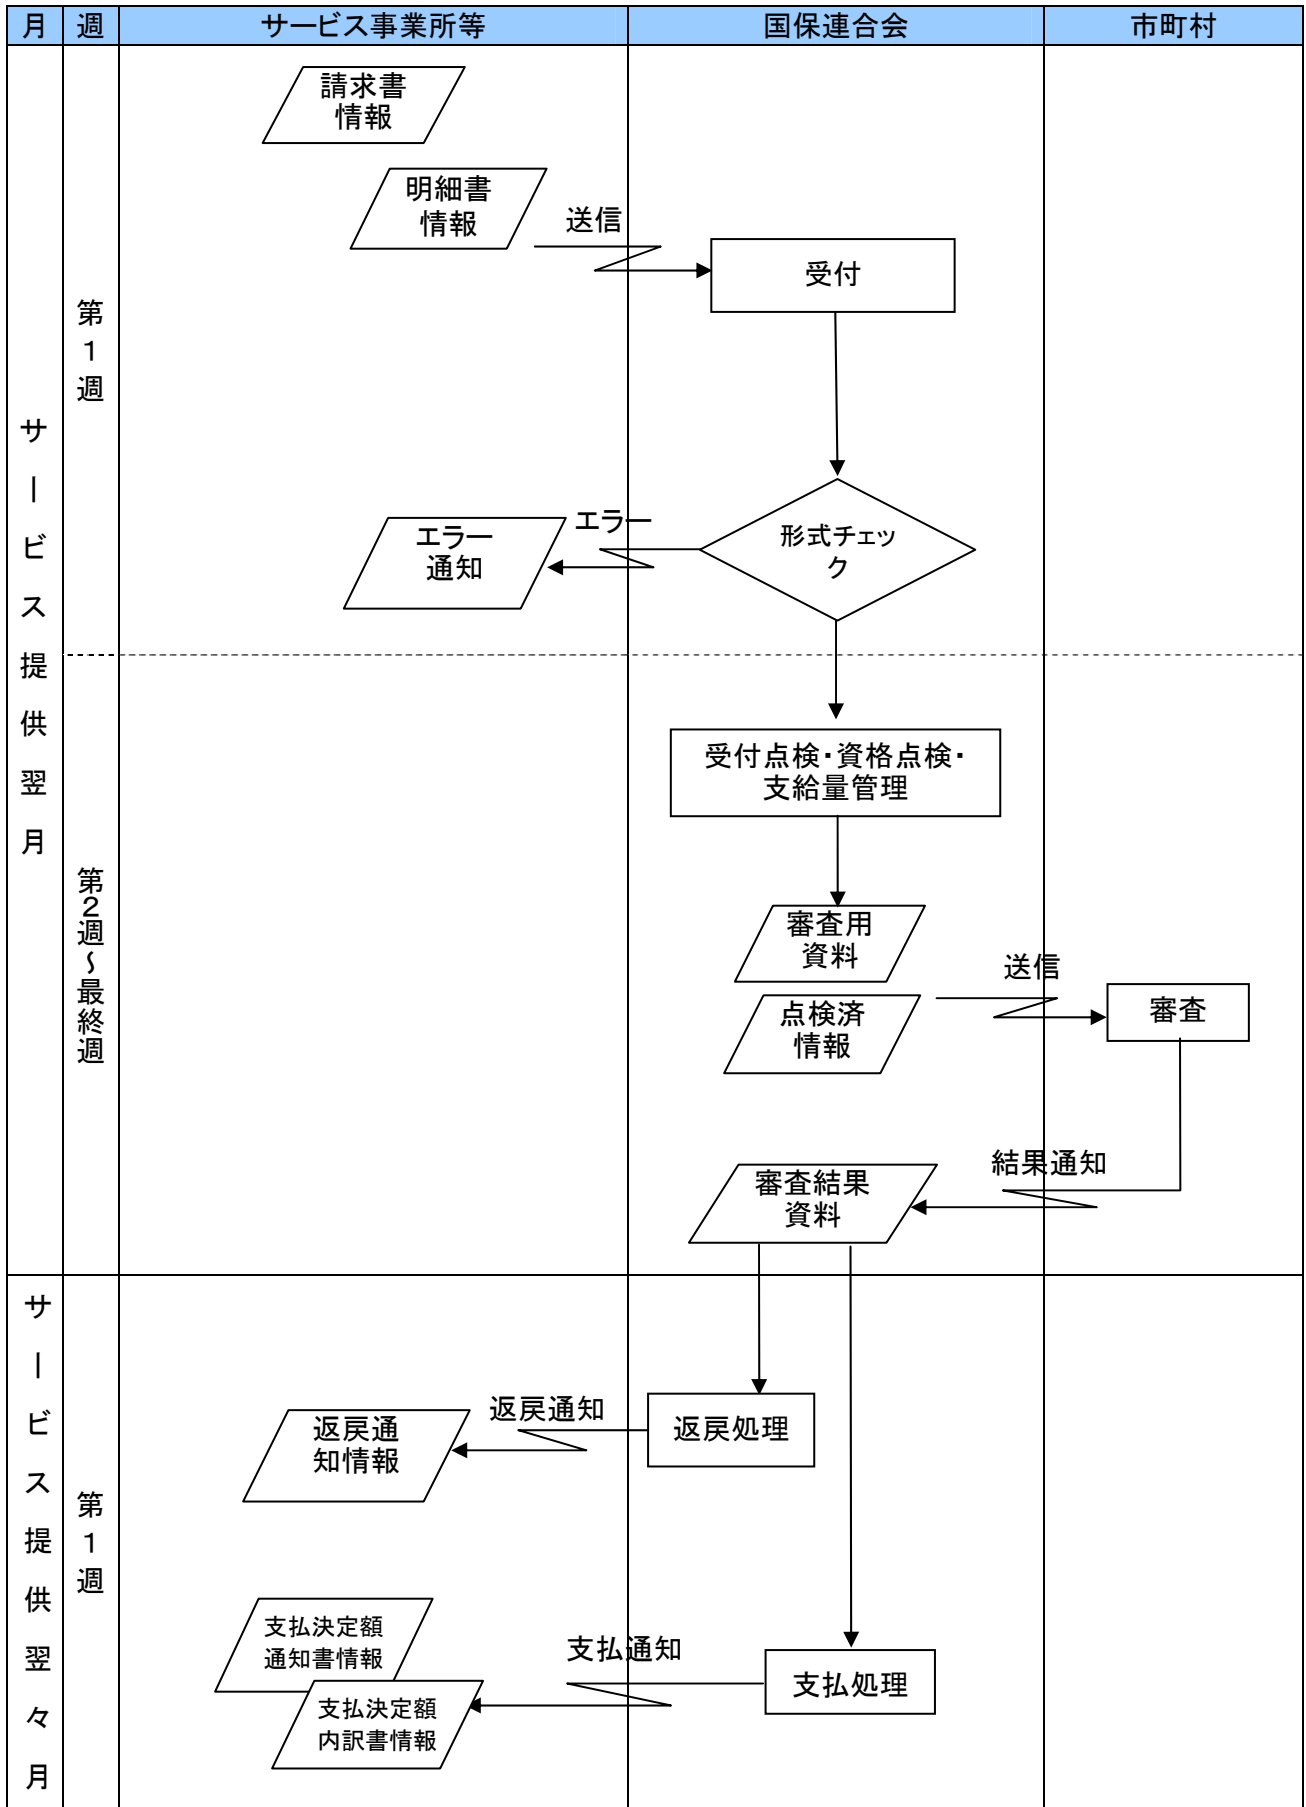 月 週 サービス事業所等 国保連合会 市町村
請求書
情報
明細書
情報
送信
受付
第1週
サービス提供翌月
形式チェッ
ク
エラー
エラー
通知
受付点検・資格点検・
支給量管理
第2週～最終週
審査用
資料
点検済
情報
送信
審査
結果通知
審査結果
資料
サービス提供翌々月
第1週
返戻処理
返戻通知
返戻通
知情報
支払処理
支払通知
支払決定額
通知書情報
支払決定額
内訳書情報